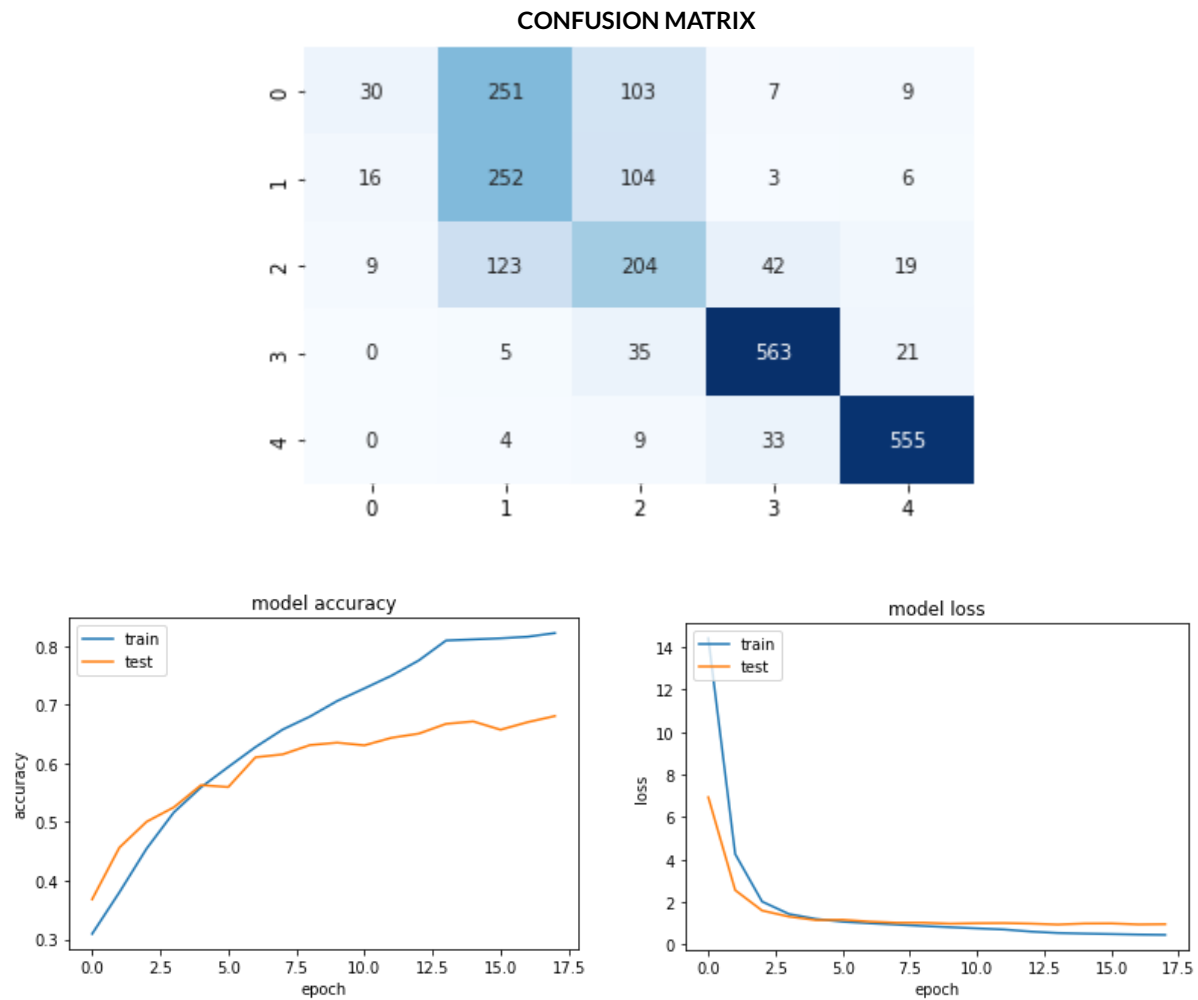 CONFUSION MATRIX
0 30 251 103 7 9
1 16 252 104 3 6
2 9 123 204 42 19
3 0 5 35 563 21
4 0 4 9 33 555
0 1 2 3 4
model accuracy
train
test
0.8
0.7
0.6
0.5
0.4
0.3
accuracy
0.0 2.5 5.0 7.5 10.0 12.5 15.0 17.5
epoch
model loss
train
test
14
12
10
8
6
4
2
0
loss
0.0 2.5 5.0 7.5 10.0 12.5 15.0 17.5
epoch